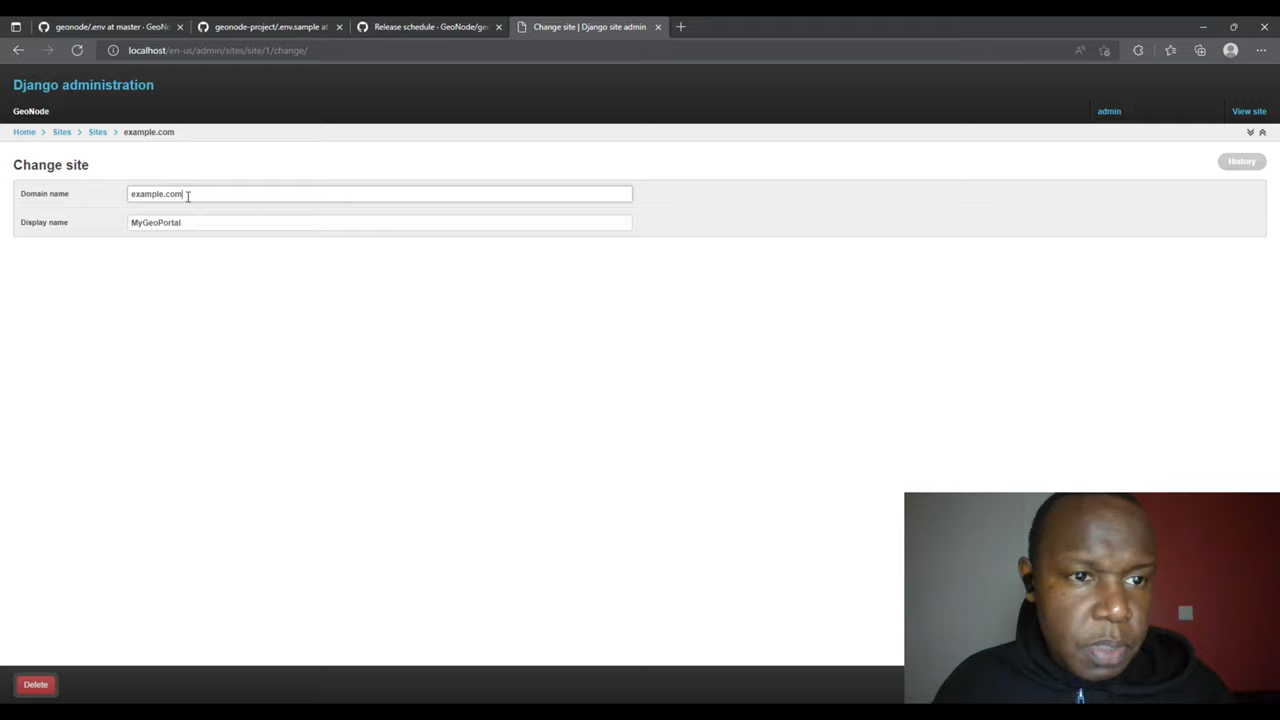 geonode/.env at master · GeoNo
geonode-project/.env.sample at
Release schedule · GeoNode/geo
Change site | Django site admin
localhost/en-us/admin/sites/site/1/change/
Django administration
GeoNode
admin
View site
Home > Sites > Sites > example.com
Change site
History
Domain name
example.com
Display name
MyGeoPortal
Delete